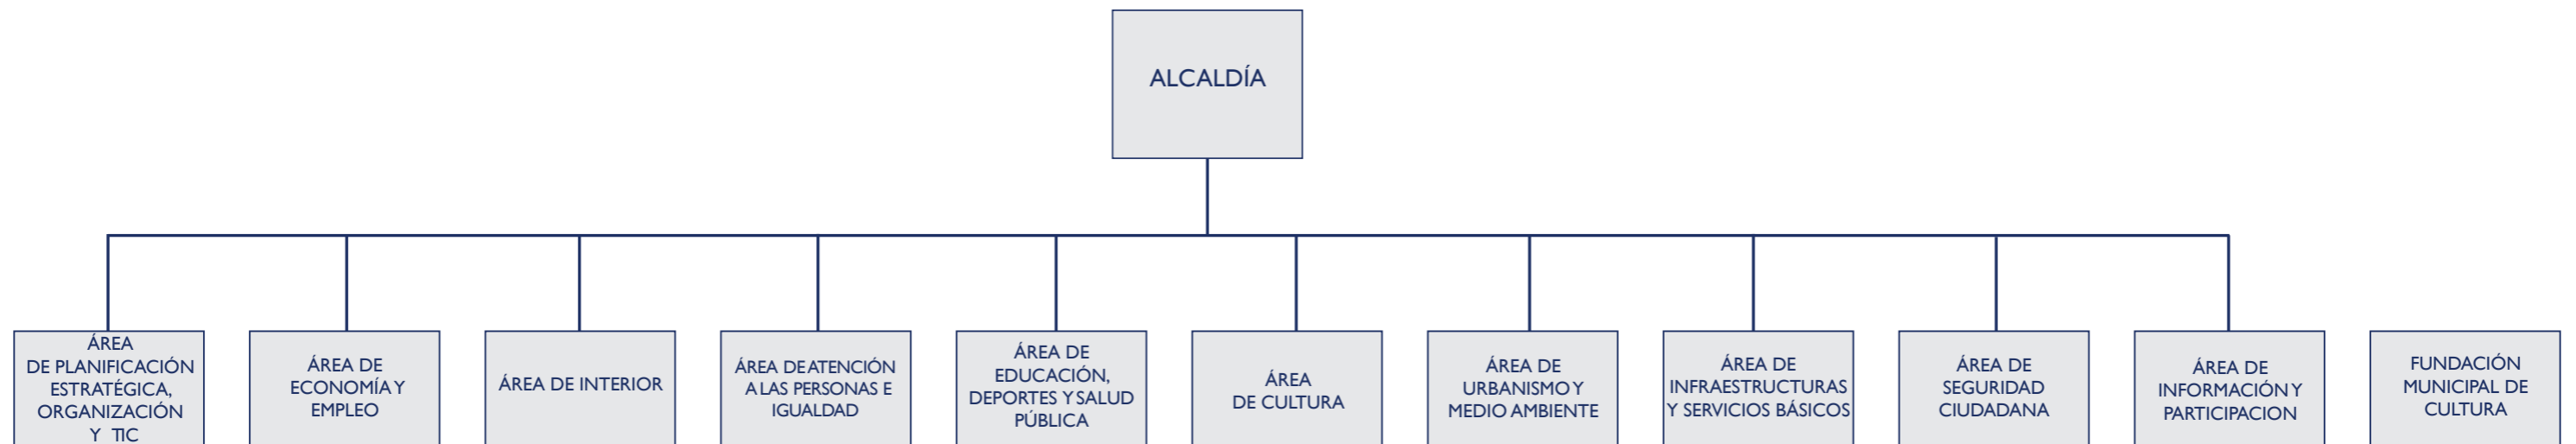 ALCALDÍA
ÁREA
DE PLANIFICACIÓN
ESTRATÉGICA,
ORGANIZACIÓN
Y TIC
ÁREA DE
ECONOMÍA Y
EMPLEO
ÁREA DE INTERIOR
ÁREA DE ATENCIÓN
A LAS PERSONAS E
IGUALDAD
ÁREA DE
EDUCACIÓN,
DEPORTES Y SALUD
PÚBLICA
ÁREA
DE CULTURA
ÁREA DE
URBANISMO Y
MEDIO AMBIENTE
ÁREA DE
INFRAESTRUCTURAS
Y SERVICIOS BÁSICOS
ÁREA DE
SEGURIDAD
CIUDADANA
ÁREA DE
INFORMACIÓN Y
PARTICIPACION
FUNDACIÓN
MUNICIPAL DE
CULTURA